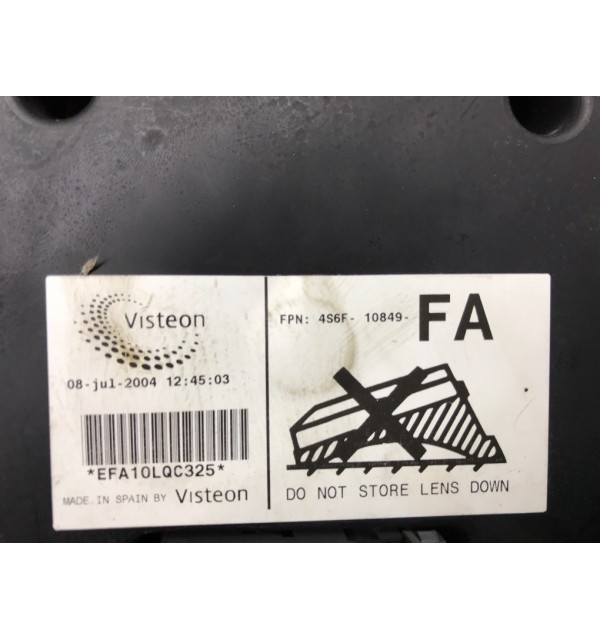 Visteon
08-jul-2004 12:45:03
*EFA10LQC325*
MADE IN SPAIN BY Visteon
FPN: 4S6F- 10849- FA
DO NOT STORE LENS DOWN